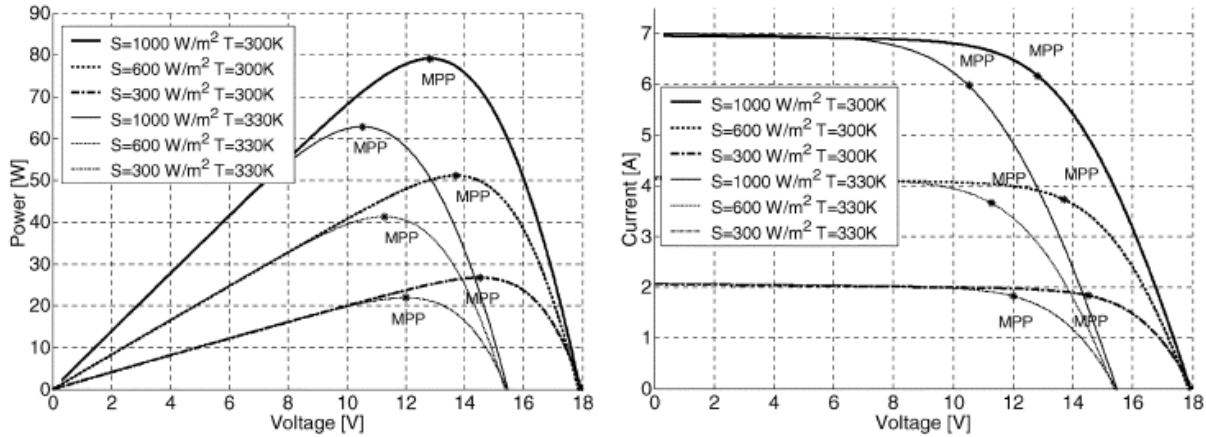 90
80
70
60
50
40
30
20
10
0
Power [W]
S=1000 W/m² T=300K
S=600 W/m² T=300K
S=300 W/m² T=300K
S=1000 W/m² T=330K
S=600 W/m² T=330K
S=300 W/m² T=330K
MPP
MPP
MPP
MPP
MPP
MPP
0 2 4 6 8 10 12 14 16 18
Voltage [V]
7
6
5
4
3
2
1
0
Current [A]
S=1000 W/m² T=300K
S=600 W/m² T=300K
S=300 W/m² T=300K
S=1000 W/m² T=330K
S=600 W/m² T=330K
S=300 W/m² T=330K
MPP
MPP
MPP
MPP
MPP
MPP
0 2 4 6 8 10 12 14 16 18
Voltage [V]